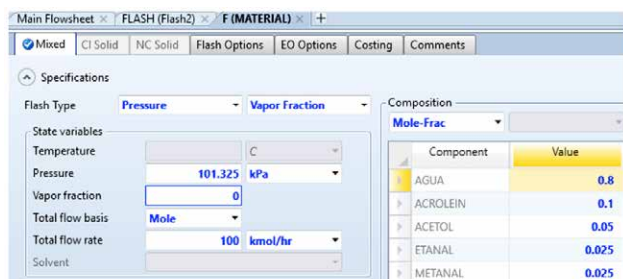 Main Flowsheet × FLASH (Flash2) × F (MATERIAL) × +
Mixed CI Solid NC Solid Flash Options EO Options Costing Comments
Specifications
Flash Type Pressure Vapor Fraction
State variables
Temperature C
Pressure 101.325 kPa
Vapor fraction 0
Total flow basis Mole
Total flow rate 100 kmol/hr
Solvent
Composition
Mole-Frac
Component Value
AGUA 0.8
ACROLEIN 0.1
ACETOL 0.05
ETANAL 0.025
METANAL 0.025